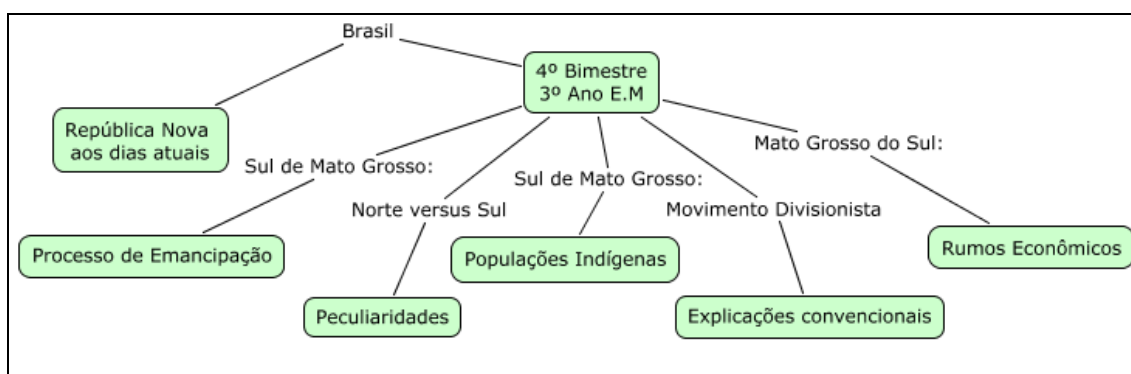 Brasil
4º Bimestre
3º Ano E.M
República Nova
aos dias atuais
Mato Grosso do Sul:
Sul de Mato Grosso:
Sul de Mato Grosso:
Norte versus Sul
Movimento Divisionista
Processo de Emancipação
Populações Indígenas
Rumos Econômicos
Peculiaridades
Explicações convencionais